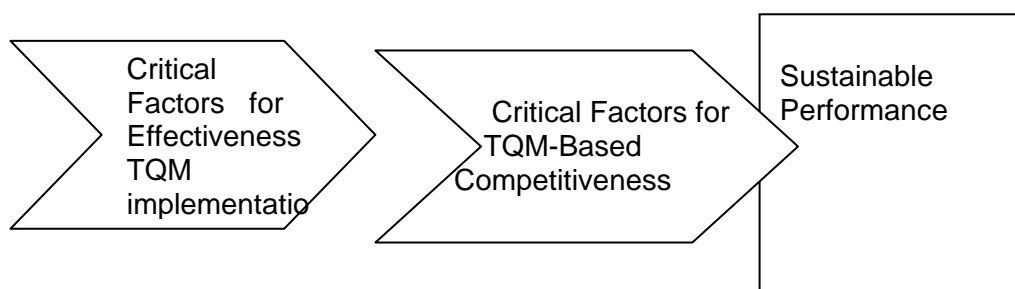 Critical
Factors for
Effectiveness
TQM
implementatio
Critical Factors for
TQM-Based
Competitiveness
Sustainable
Performance